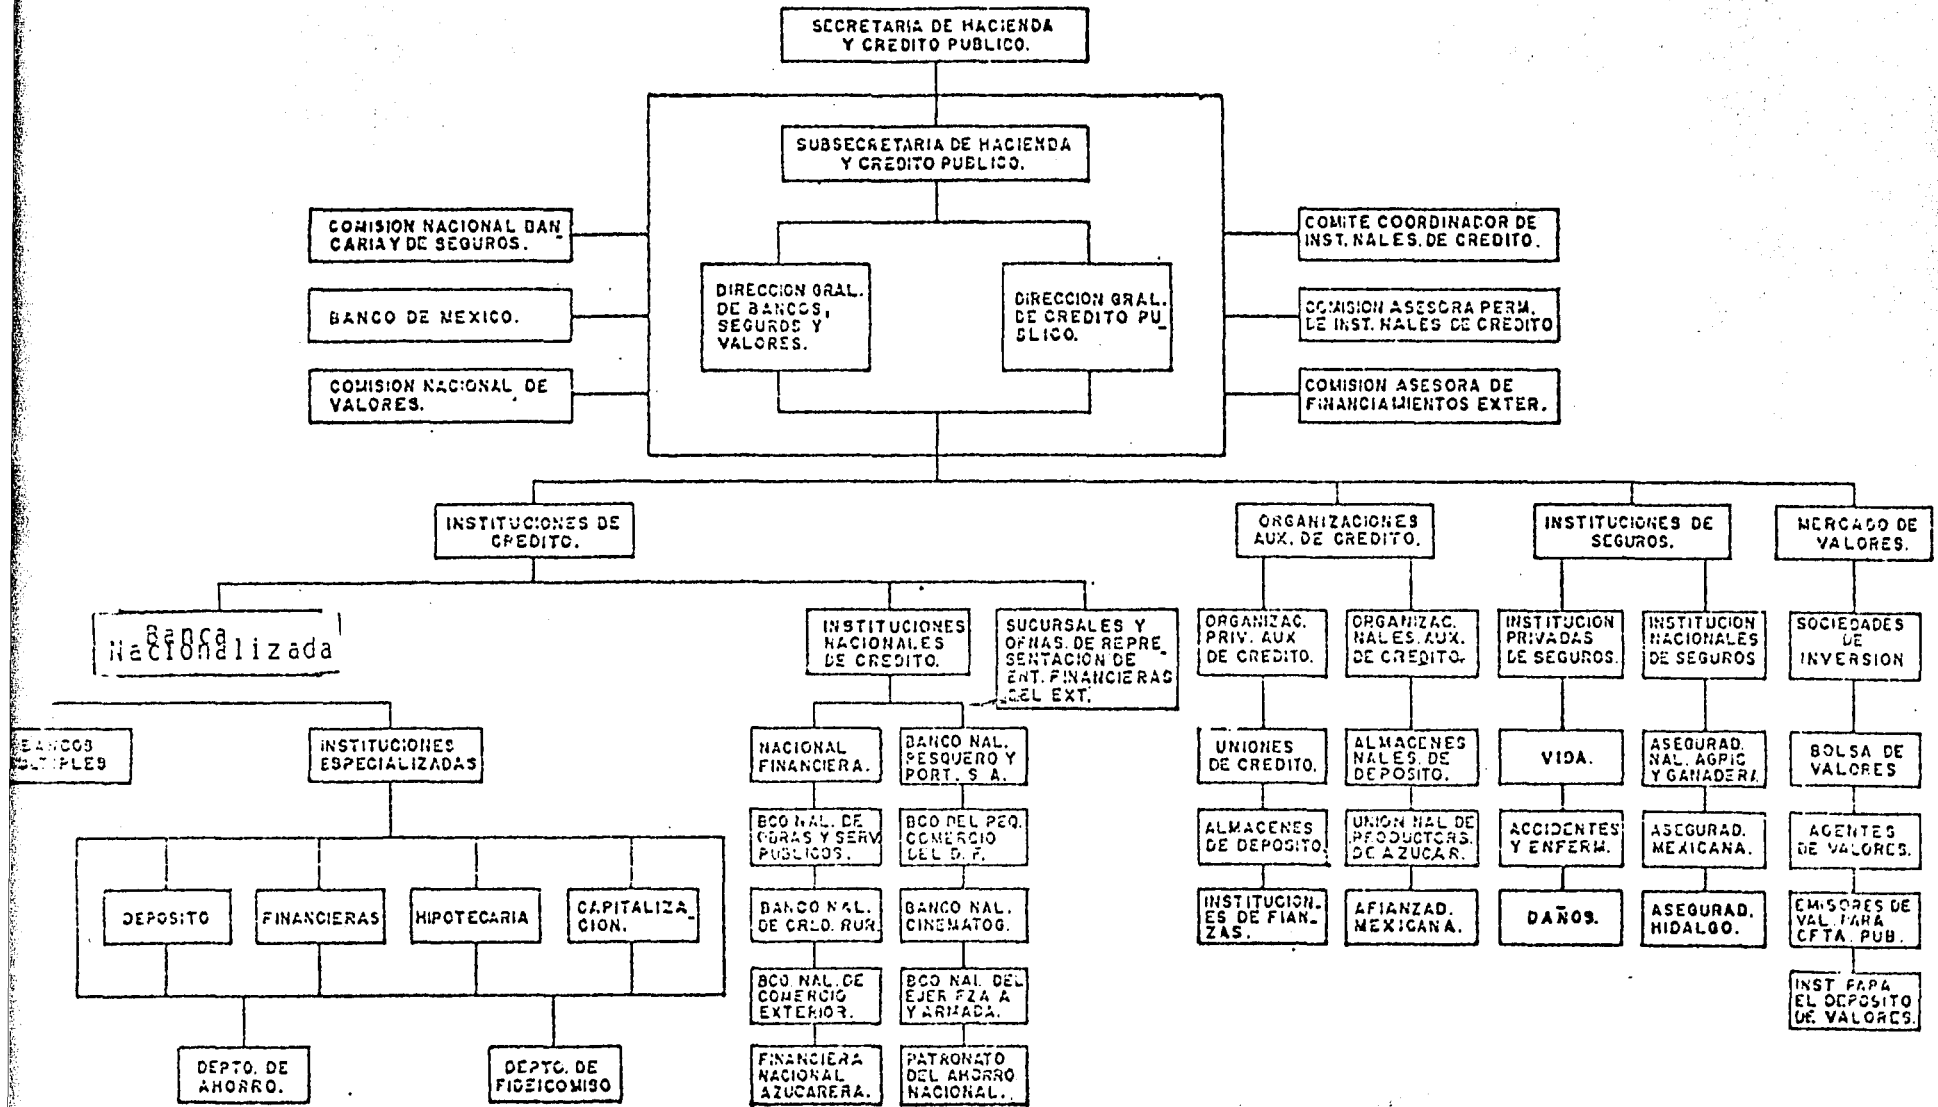 SECRETARIA DE HACIENDA
Y CREDITO PUBLICO.
SUBSECRETARIA DE HACIENDA
Y CREDITO PUBLICO.
COMISION NACIONAL BAN_
CARIA Y DE SEGUROS.
BANCO DE MEXICO.
COMISION NACIONAL DE
VALORES.
DIRECCION GRAL.
DE BANCOS,
SEGUROS Y
VALORES.
DIRECCION GRAL.
DE CREDITO PU_
BLICO.
COMITE COORDINADOR DE
INST. NALES. DE CREDITO.
COMISION ASESORA PERM.
DE INST. NALES DE CREDITO
COMISION ASESORA DE
FINANCIAMIENTOS EXTER.
INSTITUCIONES DE
CREDITO.
ORGANIZACIONES
AUX. DE CREDITO.
INSTITUCIONES DE
SEGUROS.
MERCADO DE
VALORES.
Banca
Nacionalizada
INSTITUCIONES
NACIONALES
DE CREDITO.
SUCURSALES Y
OFNAS. DE REPRE_
SENTACION DE
ENT. FINANCIERAS
DEL EXT.
ORGANIZAC.
PRIV. AUX
DE CREDITO.
ORGANIZAC.
NALES. AUX.
DE CREDITO.
INSTITUCION
PRIVADAS
DE SEGUROS.
INSTITUCION
NACIONALES
DE SEGUROS
SOCIEDADES
DE
INVERSION
BANCOS
MULTIPLES
INSTITUCIONES
ESPECIALIZADAS
NACIONAL
FINANCIERA.
BANCO NAL.
PESQUERO Y
PORT. S A.
UNIONES
DE CREDITO.
ALMACENES
NALES. DE
DEPOSITO.
VIDA.
ASEGURAD.
NAL. AGRIC
Y GANADERA
BOLSA DE
VALORES
BCO NAL. DE
OBRAS Y SERV
PUBLICOS.
BCO DEL PEQ.
COMERCIO
DEL D. F.
ALMACENES
DE DEPOSITO.
UNION NAL DE
PRODUCTORS.
DE AZUCAR.
ACCIDENTES
Y ENFERM.
ASEGURAD.
MEXICANA.
AGENTES
DE VALORES.
DEPOSITO
FINANCIERAS
HIPOTECARIA
CAPITALIZA_
CION.
BANCO NAL.
DE CRED. RUR.
BANCO NAL.
CINEMATOG.
INSTITUCION_
ES DE FIAN_
ZAS.
AFIANZAD.
MEXICANA.
DAÑOS.
ASEGURAD.
HIDALGO.
EMISORES DE
VAL. PARA
OFTA. PUB.
BCO. NAL. DE
COMERCIO
EXTERIOR.
BCO NAL. DEL
EJER FZA A
Y ARMADA.
INST PARA
EL DEPOSITO
DE VALORES.
DEPTO. DE
AHORRO.
DEPTO. DE
FIDEICOMISO
FINANCIERA
NACIONAL
AZUCARERA.
PATRONATO
DEL AHORRO
NACIONAL.